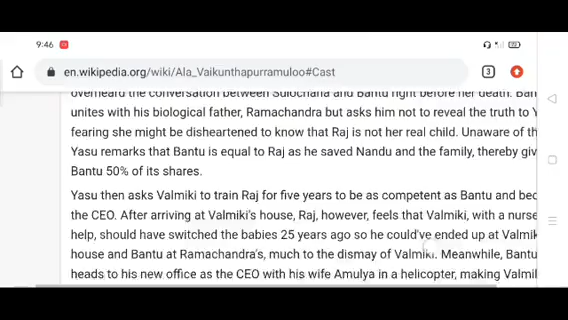 9:46
en.wikipedia.org/wiki/Ala_Vaikunthapurramuloo#Cast
3
overheard the conversation between Sulochana and Bantu right before her death. Ban
unites with his biological father, Ramachandra but asks him not to reveal the truth to Y
fearing she might be disheartened to know that Raj is not her real child. Unaware of th
Yasu remarks that Bantu is equal to Raj as he saved Nandu and the family, thereby giv
Bantu 50% of its shares.
Yasu then asks Valmiki to train Raj for five years to be as competent as Bantu and bec
the CEO. After arriving at Valmiki's house, Raj, however, feels that Valmiki, with a nurse
help, should have switched the babies 25 years ago so he could've ended up at Valmik
house and Bantu at Ramachandra's, much to the dismay of Valmiki. Meanwhile, Bantu
heads to his new office as the CEO with his wife Amulya in a helicopter, making Valmil